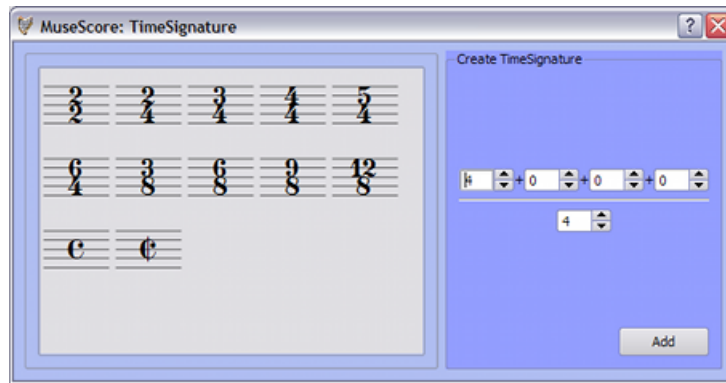 MuseScore: TimeSignature
?
Create TimeSignature
2 2 3 4 5
2 4 4 4 4
6 3 6 9 12
4 8 8 8 8
4 + 0 + 0 + 0
4
Add